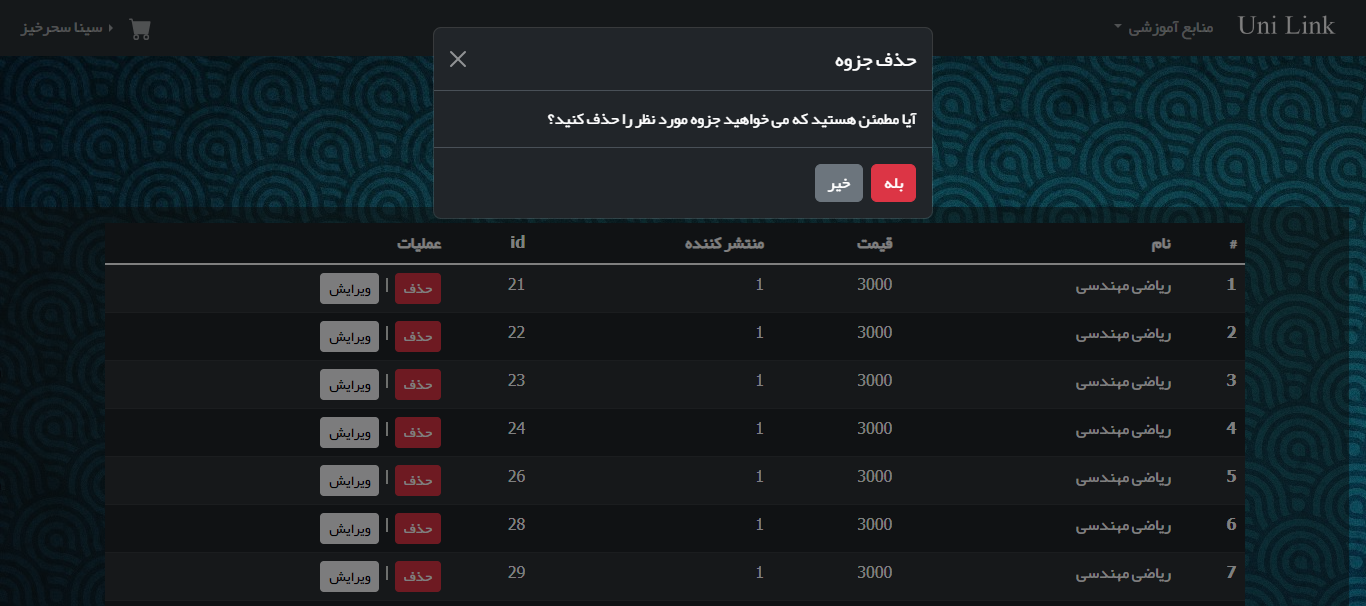 Uni Link منابع آموزشی سینا سحرخیز
حذف جزوه
آیا مطمئن هستید که می خواهید جزوه مورد نظر را حذف کنید؟
بله خیر
# نام قیمت منتشر کننده id عملیات
1 ریاضی مهندسی 3000 1 21 حذف | ویرایش
2 ریاضی مهندسی 3000 1 22 حذف | ویرایش
3 ریاضی مهندسی 3000 1 23 حذف | ویرایش
4 ریاضی مهندسی 3000 1 24 حذف | ویرایش
5 ریاضی مهندسی 3000 1 26 حذف | ویرایش
6 ریاضی مهندسی 3000 1 28 حذف | ویرایش
7 ریاضی مهندسی 3000 1 29 حذف | ویرایش